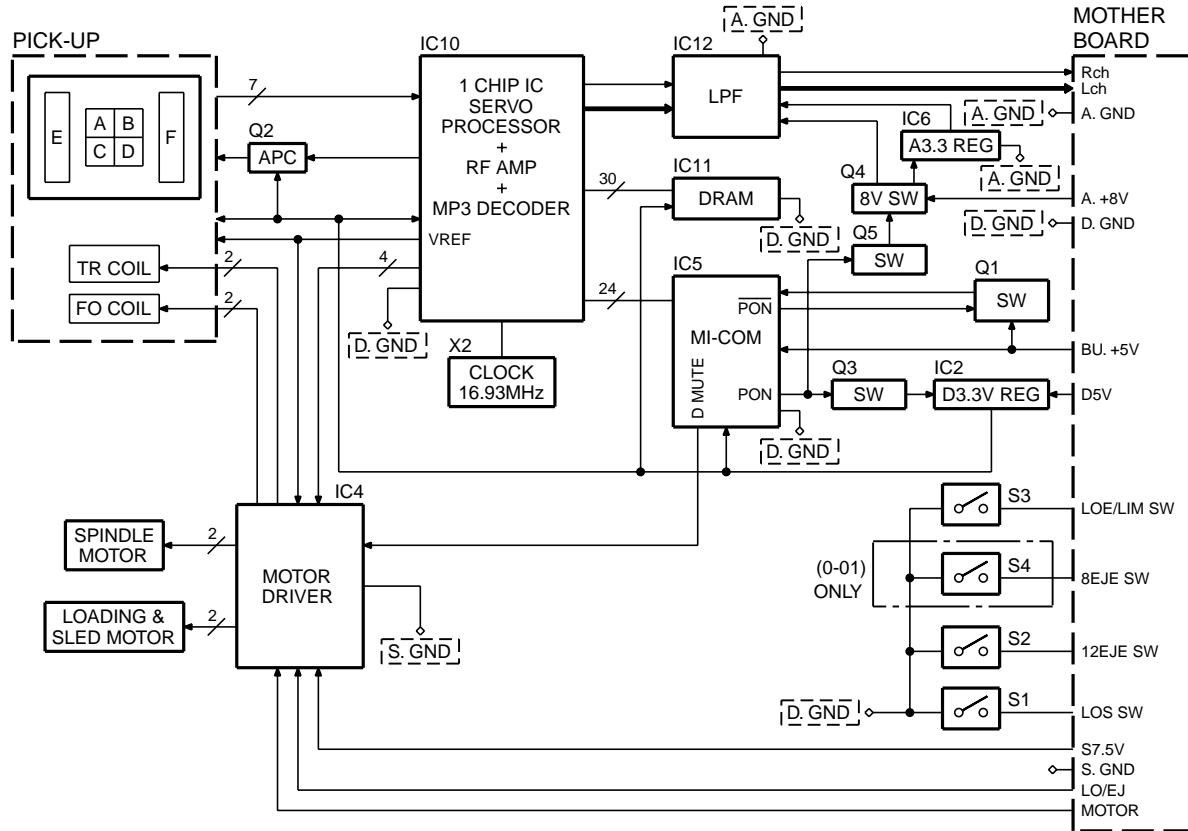 PICK-UP
E
A B
C D
F
TR COIL
FO COIL
7
Q2
APC
2
2
4
D. GND
IC10
1 CHIP IC
SERVO
PROCESSOR
+
RF AMP
+
MP3 DECODER
VREF
X2
CLOCK
16.93MHz
A. GND
IC12
LPF
IC11
30
DRAM
D. GND
24
IC5
PON
MI-COM
D MUTE
PON
D. GND
IC6
A3.3 REG
A. GND
A. GND
Q4
8V SW
Q5
SW
D. GND
Q1
SW
Q3
SW
IC2
D3.3V REG
MOTHER
BOARD
Rch
Lch
A. GND
A. +8V
D. GND
BU. +5V
D5V
IC4
MOTOR
DRIVER
SPINDLE
MOTOR
2
LOADING &
SLED MOTOR
2
S. GND
S3
LOE/LIM SW
(0-01)
ONLY
S4
8EJE SW
S2
12EJE SW
D. GND
S1
LOS SW
S7.5V
S. GND
LO/EJ
MOTOR